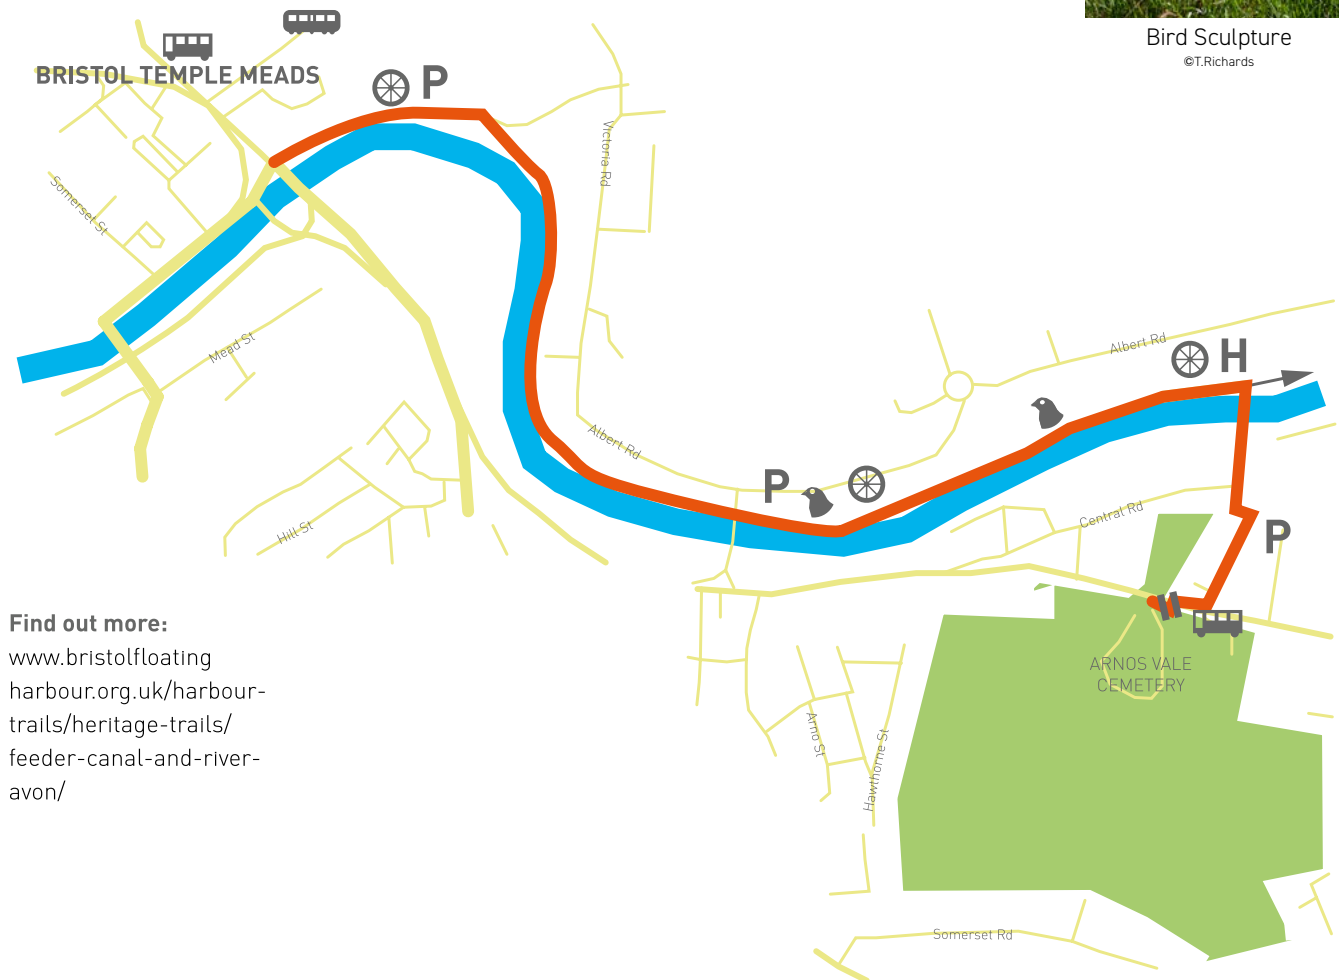 Bird Sculpture
©T.Richards
BRISTOL TEMPLE MEADS
P
Victoria Rd
Somerset St
Mead St
Albert Rd
H
Albert Rd
P
Central Rd
Hill St
P
Find out more:
www.bristolfloating
harbour.org.uk/harbour-
trails/heritage-trails/
feeder-canal-and-river-
avon/
ARNOS VALE
CEMETERY
Arno St
Hawthorne St
Somerset Rd